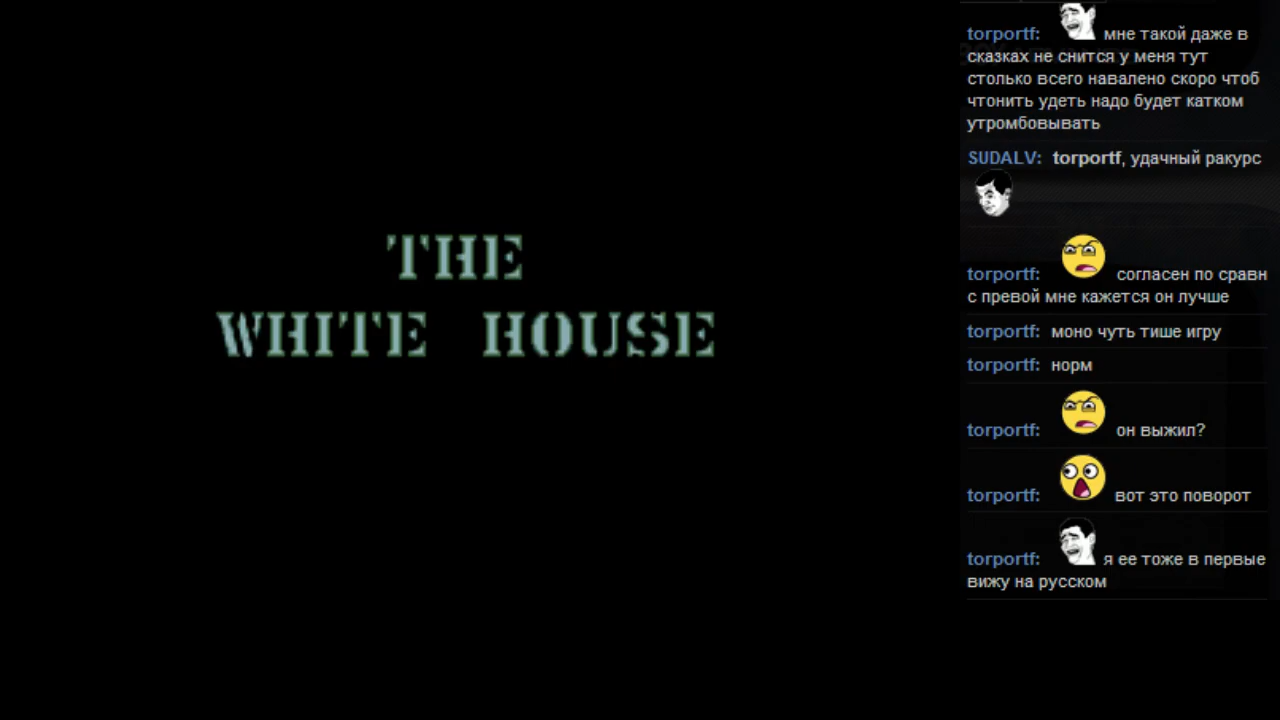 THE
WHITE HOUSE
torportf: мне такой даже в
сказках не снится у меня тут
столько всего навалено скоро чтоб
чтонить удеть надо будет катком
утромбовывать
SUDALV: torportf, удачный ракурс
torportf: согласен по сравн
с превой мне кажется он лучше
torportf: моно чуть тише игру
torportf: норм
torportf: он выжил?
torportf: вот это поворот
torportf: я ее тоже в первые
вижу на русском